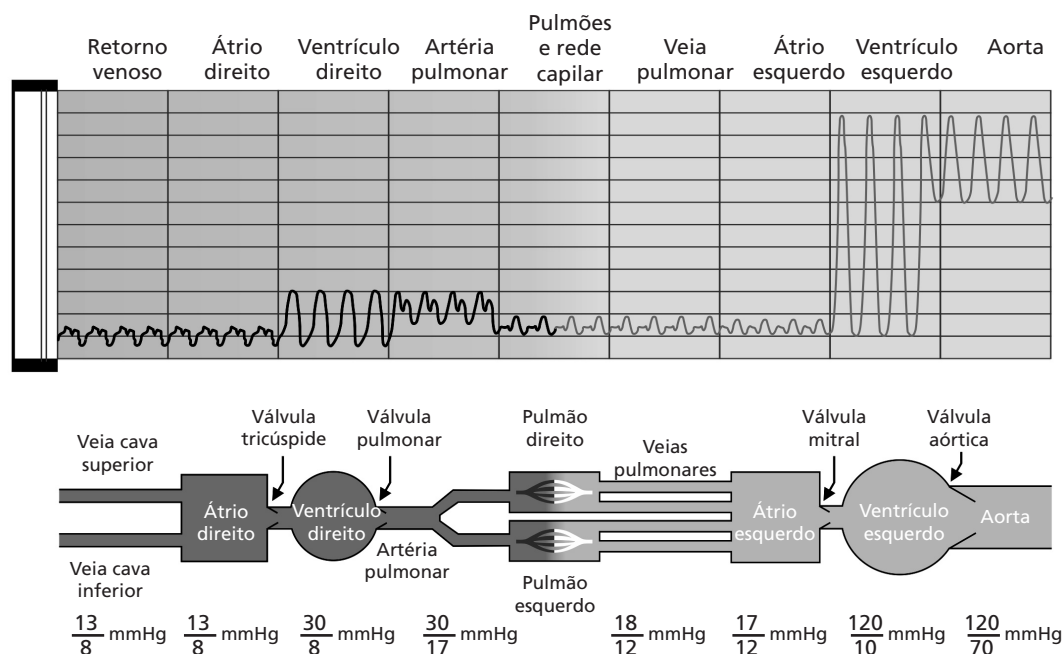 Retorno
venoso
Átrio
direito
Ventrículo
direito
Artéria
pulmonar
Pulmões
e rede
capilar
Veia
pulmonar
Átrio
esquerdo
Ventrículo
esquerdo
Aorta
Veia cava
superior
Válvula
tricúspide
Válvula
pulmonar
Pulmão
direito
Veias
pulmonares
Válvula
mitral
Válvula
aórtica
Átrio
direito
Ventrículo
direito
Átrio
esquerdo
Ventrículo
esquerdo
Aorta
Veia cava
inferior
Artéria
pulmonar
Pulmão
esquerdo
13/8 mmHg
13/8 mmHg
30/8 mmHg
30/17 mmHg
18/12 mmHg
17/12 mmHg
120/10 mmHg
120/70 mmHg